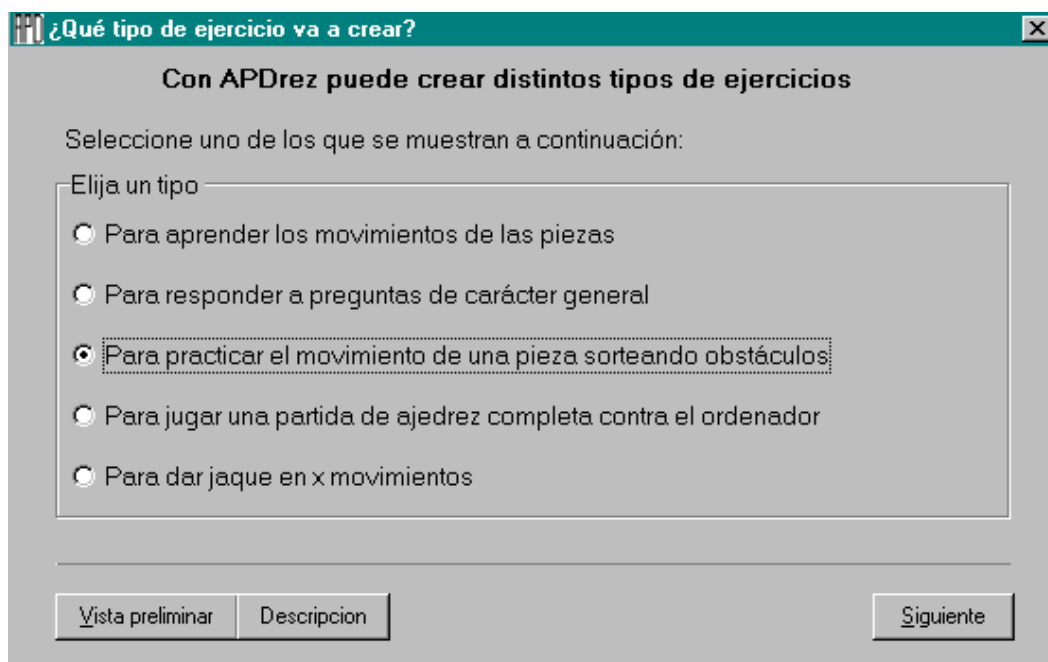 ¿Qué tipo de ejercicio va a crear?
Con APDrez puede crear distintos tipos de ejercicios
Seleccione uno de los que se muestran a continuación:
Elija un tipo
Para aprender los movimientos de las piezas
Para responder a preguntas de carácter general
Para practicar el movimiento de una pieza sorteando obstáculos
Para jugar una partida de ajedrez completa contra el ordenador
Para dar jaque en x movimientos
Vista preliminar Descripcion Siguiente